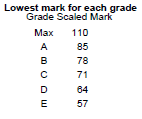 Lowest mark for each grade
Grade Scaled Mark
Max 110
A 85
B 78
C 71
D 64
E 57